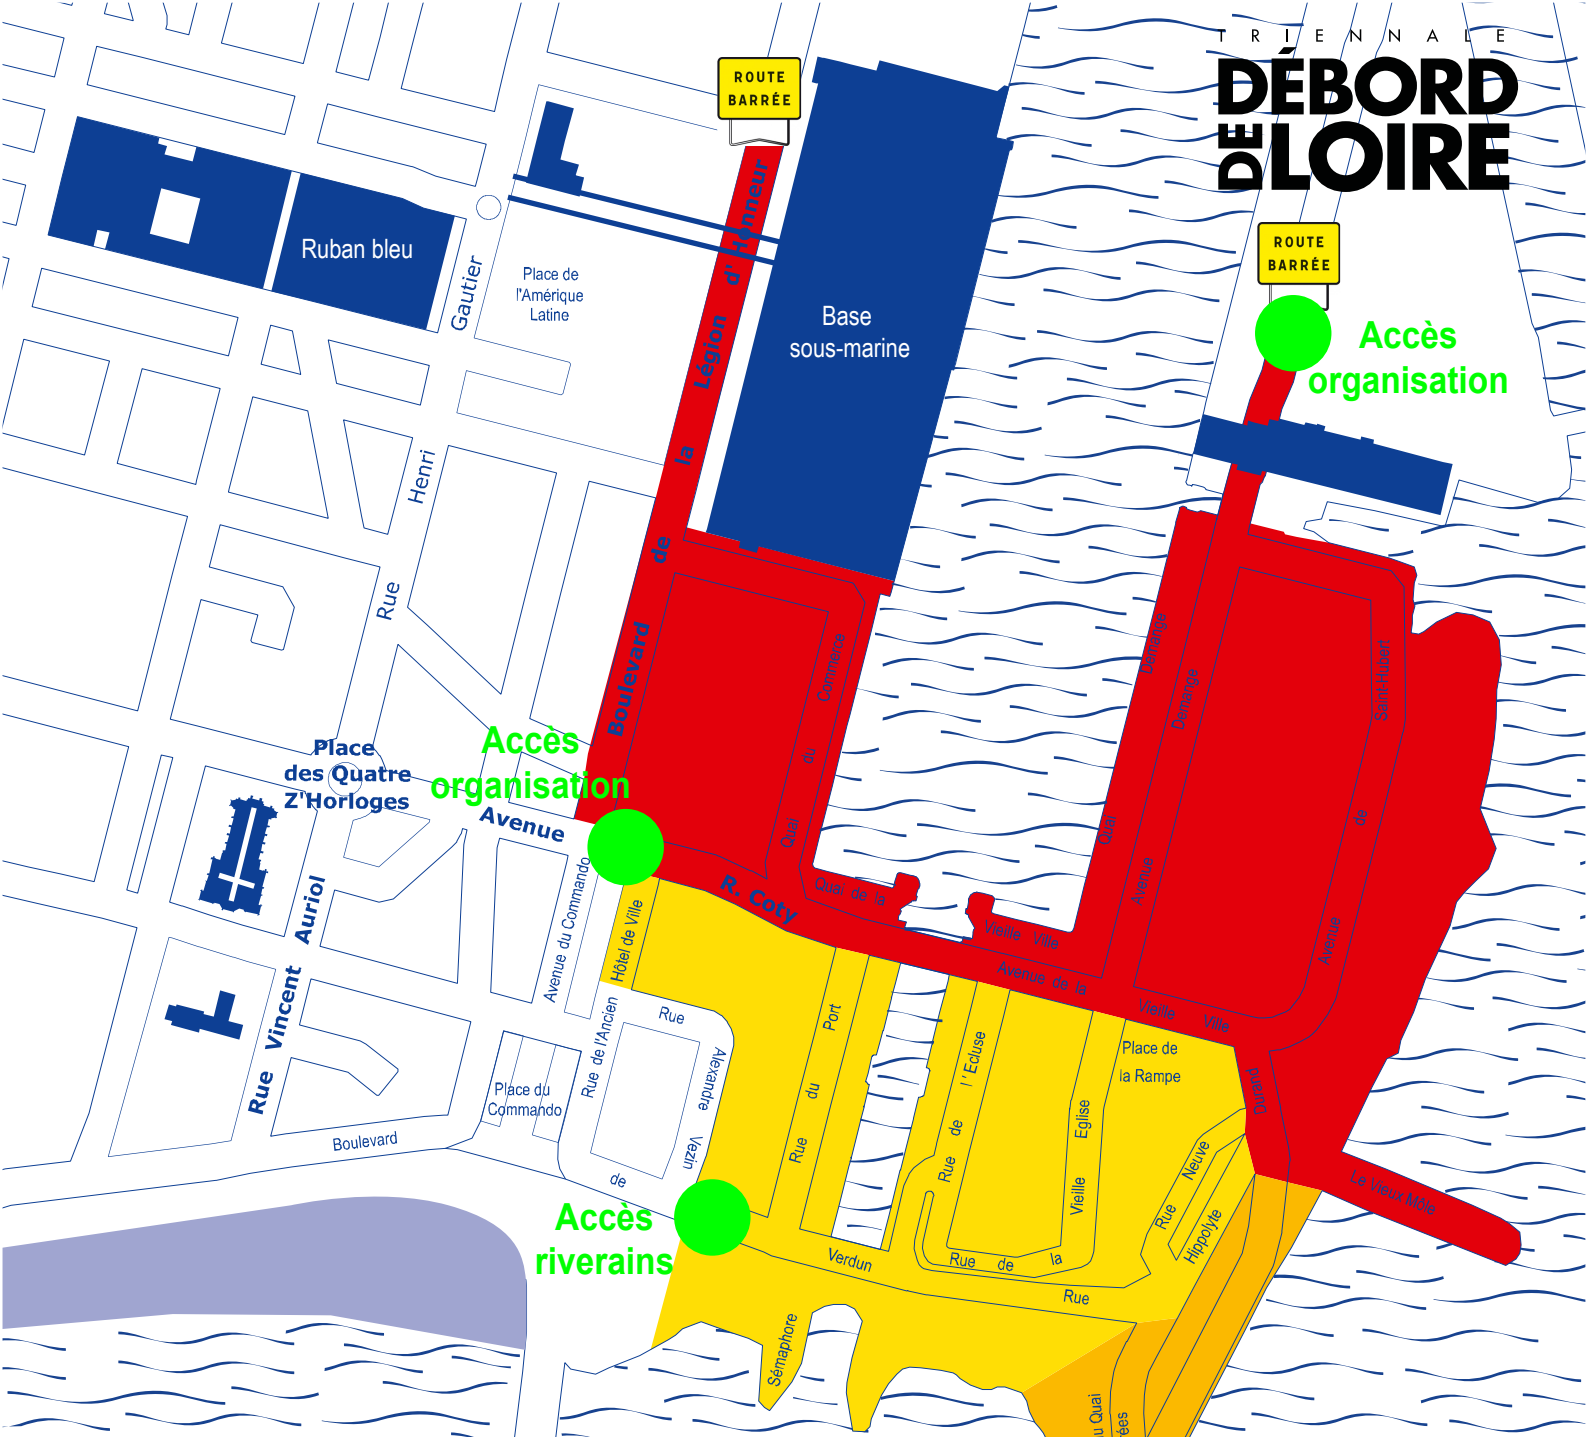 TRIENNALE
DÉBORD
DE LOIRE
ROUTE
BARRÉE
ROUTE
BARRÉE
Accès
organisation
Ruban bleu
Place de
l'Amérique
Latine
Base
sous-marine
Rue Henri Gautier
Boulevard de la Légion d'Honneur
Quai du Commerce
Quai Demange
Avenue Demange
Avenue de Saint-Hubert
Place
des Quatre
Z'Horloges
Accès
organisation
Avenue R. Coty
Quai de la Vieille Ville
Avenue de la Vieille Ville
Rue Vincent Auriol
Avenue du Commando
Rue de l'Ancien Hôtel de Ville
Rue Alexandre Vezin
Rue du Port
Rue de l'Ecluse
Vieille Eglise
Rue de la
Place de
la Rampe
Durand
Rue Neuve
Rue Hippolyte
Le Vieux Môle
Place du
Commando
Boulevard de Verdun
Accès
riverains
Sémaphore
Quai
ées